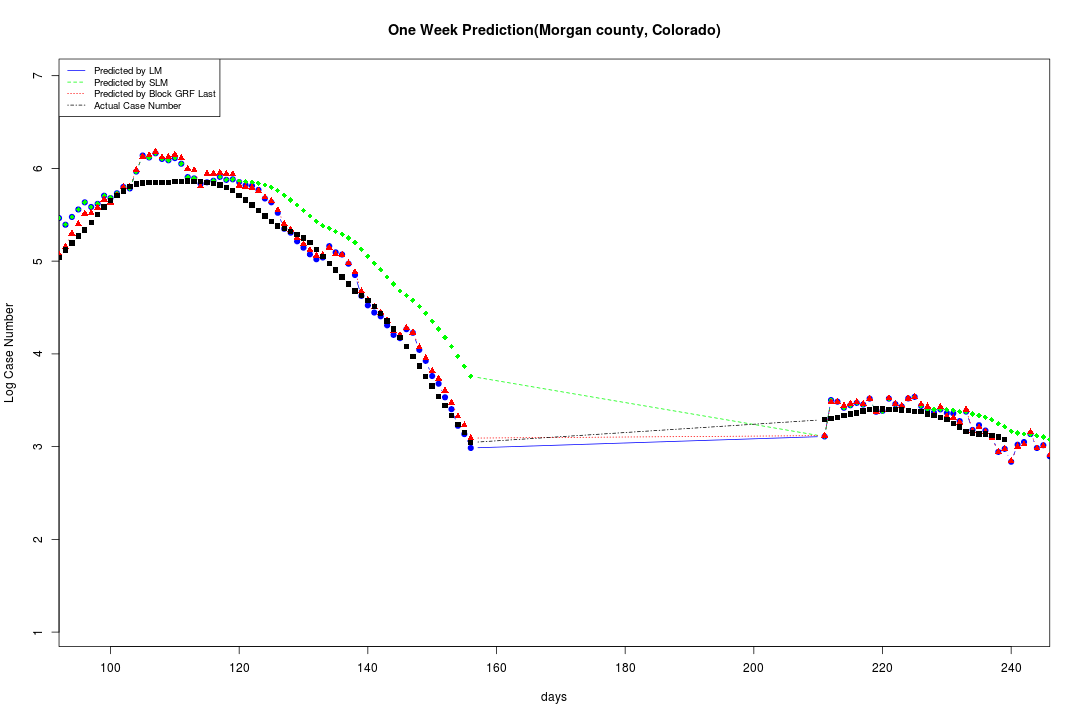 One Week Prediction(Morgan county, Colorado)
Predicted by LM
Predicted by SLM
Predicted by Block GRF Last
Actual Case Number
Log Case Number
7
6
5
4
3
2
1
100 120 140 160 180 200 220 240
days